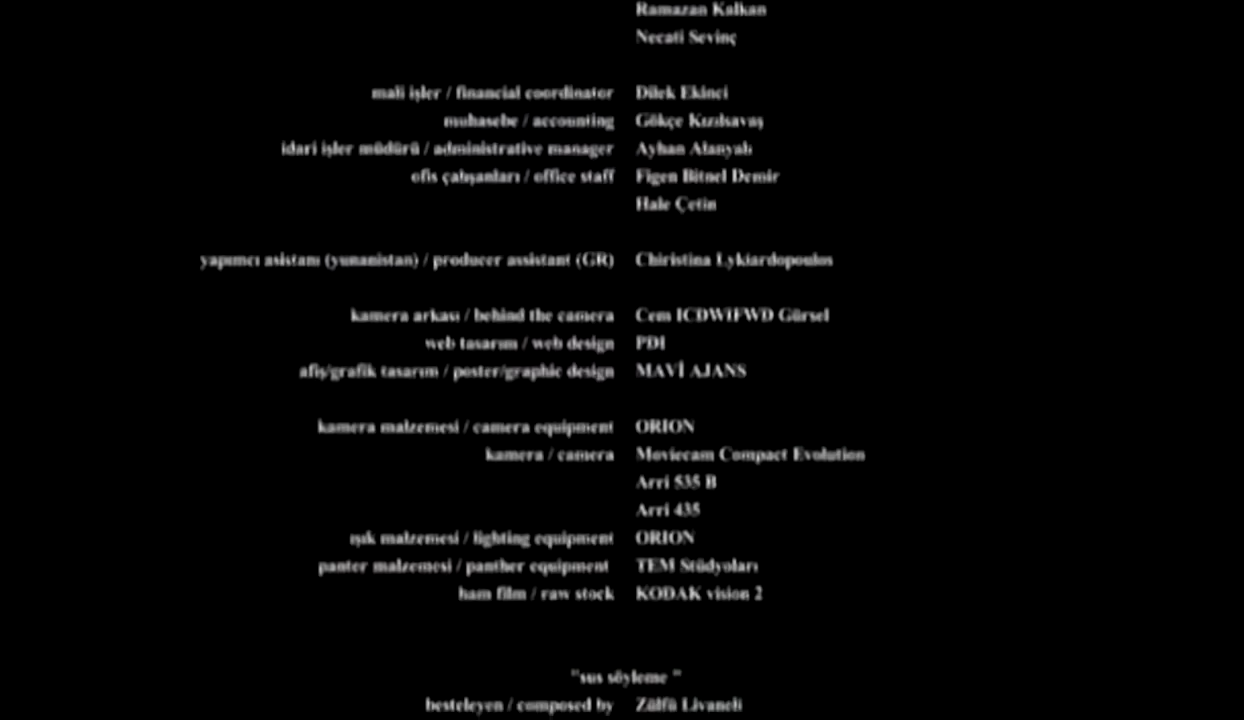 Ramazan Kalkan
Necati Sevinç
mali işler / financial coordinator Dilek Ekinci
muhasebe / accounting Gökçe Kızılsavaş
idari işler müdürü / administrative manager Ayhan Alanyalı
ofis çalışanları / office staff Figen Bitnel Demir
Hale Çetin
yapımcı asistanı (yunanistan) / producer assistant (GR) Chiristina Lykiardopoulos
kamera arkası / behind the camera Cem ICDWIFWD Gürsel
web tasarım / web design PDI
afiş/grafik tasarım / poster/graphic design MAVİ AJANS
kamera malzemesi / camera equipment ORION
kamera / camera Moviecam Compact Evolution
Arri 535 B
Arri 435
ışık malzemesi / lighting equipment ORION
panter malzemesi / panther equipment TEM Stüdyoları
ham film / raw stock KODAK vision 2
"sus söyleme "
besteleyen / composed by Zülfü Livaneli